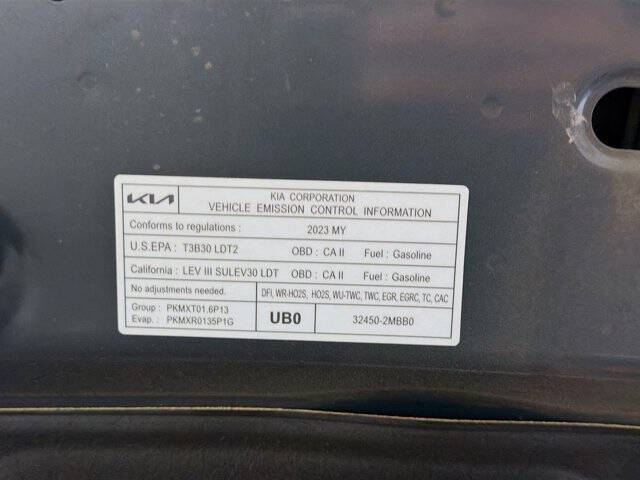 KIA
KIA CORPORATION
VEHICLE EMISSION CONTROL INFORMATION
Conforms to regulations : 2023 MY
U.S.EPA : T3B30 LDT2 OBD : CA II Fuel : Gasoline
California : LEV III SULEV30 LDT OBD : CA II Fuel : Gasoline
No adjustments needed. DFI, WR-HO2S, HO2S, WU-TWC, TWC, EGR, EGRC, TC, CAC
Group : PKMXT01.6P13
Evap. : PKMXR0135P1G
UB0 32450-2MBB0